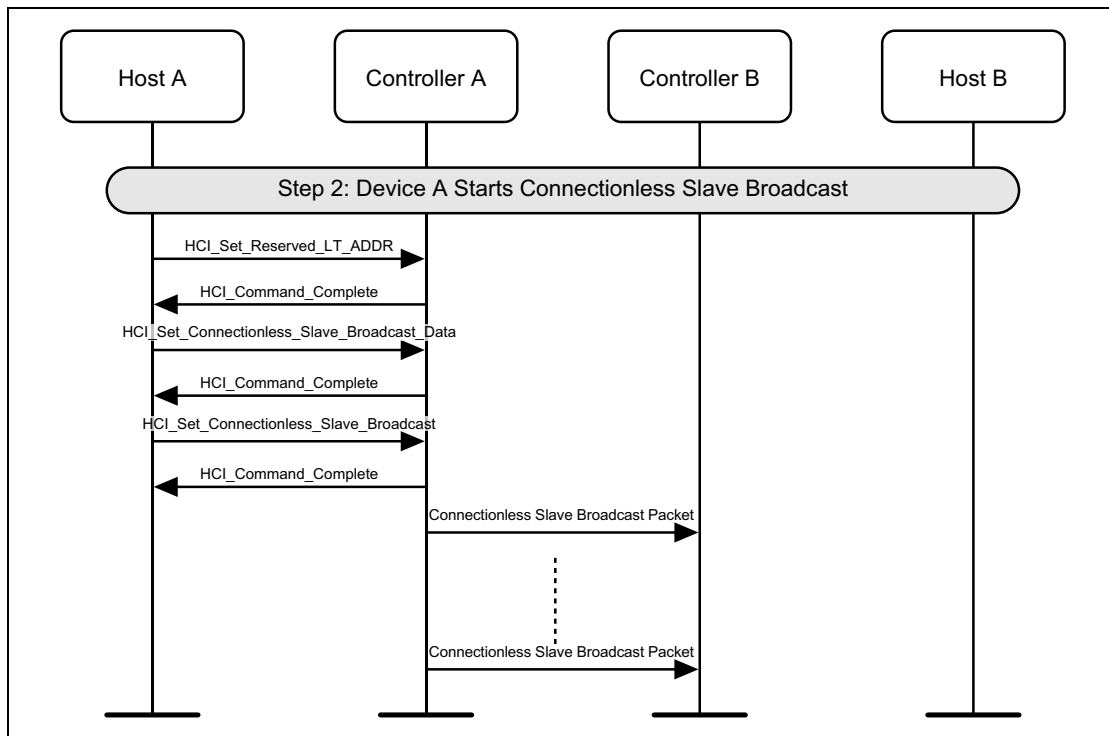 Host A
Controller A
Controller B
Host B
Step 2: Device A Starts Connectionless Slave Broadcast
HCI_Set_Reserved_LT_ADDR
HCI_Command_Complete
HCI_Set_Connectionless_Slave_Broadcast_Data
HCI_Command_Complete
HCI_Set_Connectionless_Slave_Broadcast
HCI_Command_Complete
Connectionless Slave Broadcast Packet
Connectionless Slave Broadcast Packet